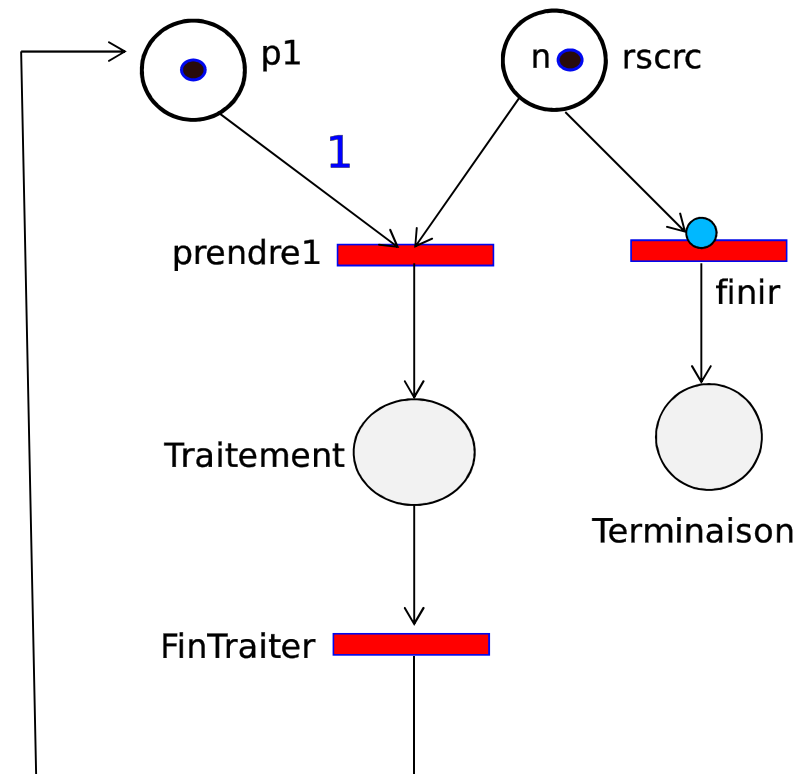 p1
n
rscrc
1
prendre1
finir
Traitement
Terminaison
FinTraiter